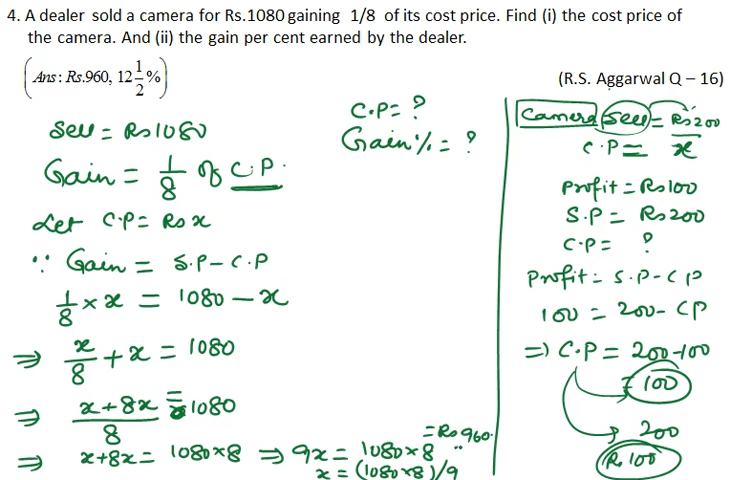 4. A dealer sold a camera for Rs.1080 gaining 1/8 of its cost price. Find (i) the cost price of
the camera. And (ii) the gain per cent earned by the dealer.
(Ans: Rs.960, 12 1/2 %)
(R.S. Aggarwal Q – 16)
Sell = Rs1080
Gain = 1/8 of C.P.
Let C.P = Rs x
∵ Gain = S.P – C.P
1/8 × x = 1080 – x
⇒ x/8 + x = 1080
⇒ (x+8x)/8 = 1080
⇒ x+8x = 1080×8 ⇒ 9x = 1080×8
x = (1080×8)/9
= Rs 960
C.P = ?
Gain% = ?
Camera Sell = Rs200
C.P = x
Profit = Rs100
S.P = Rs200
C.P = ?
Profit = S.P – C P
100 = 200 – CP
⇒ C.P = 200-100
= 100
200
Rs 100